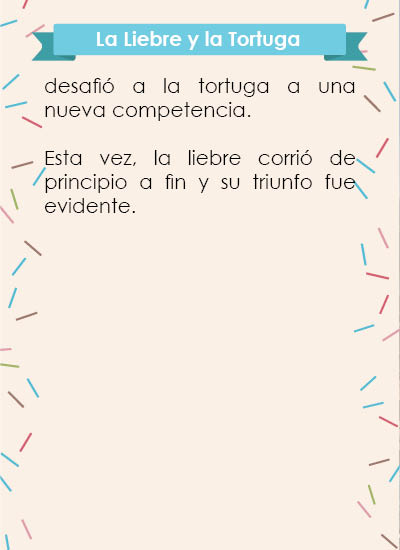 La Liebre y la Tortuga
desafió a la tortuga a una
nueva competencia.
Esta vez, la liebre corrió de
principio a fin y su triunfo fue
evidente.